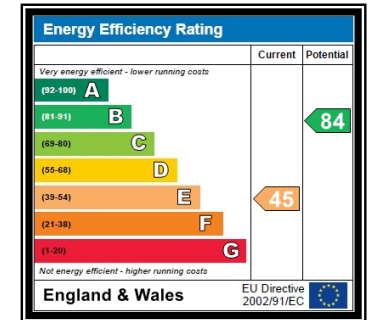 Energy Efficiency Rating
Current Potential
Very energy efficient - lower running costs
(92-100) A
(81-91) B
84
(69-80) C
(55-68) D
(39-54) E
45
(21-38) F
(1-20) G
Not energy efficient - higher running costs
England & Wales
EU Directive
2002/91/EC